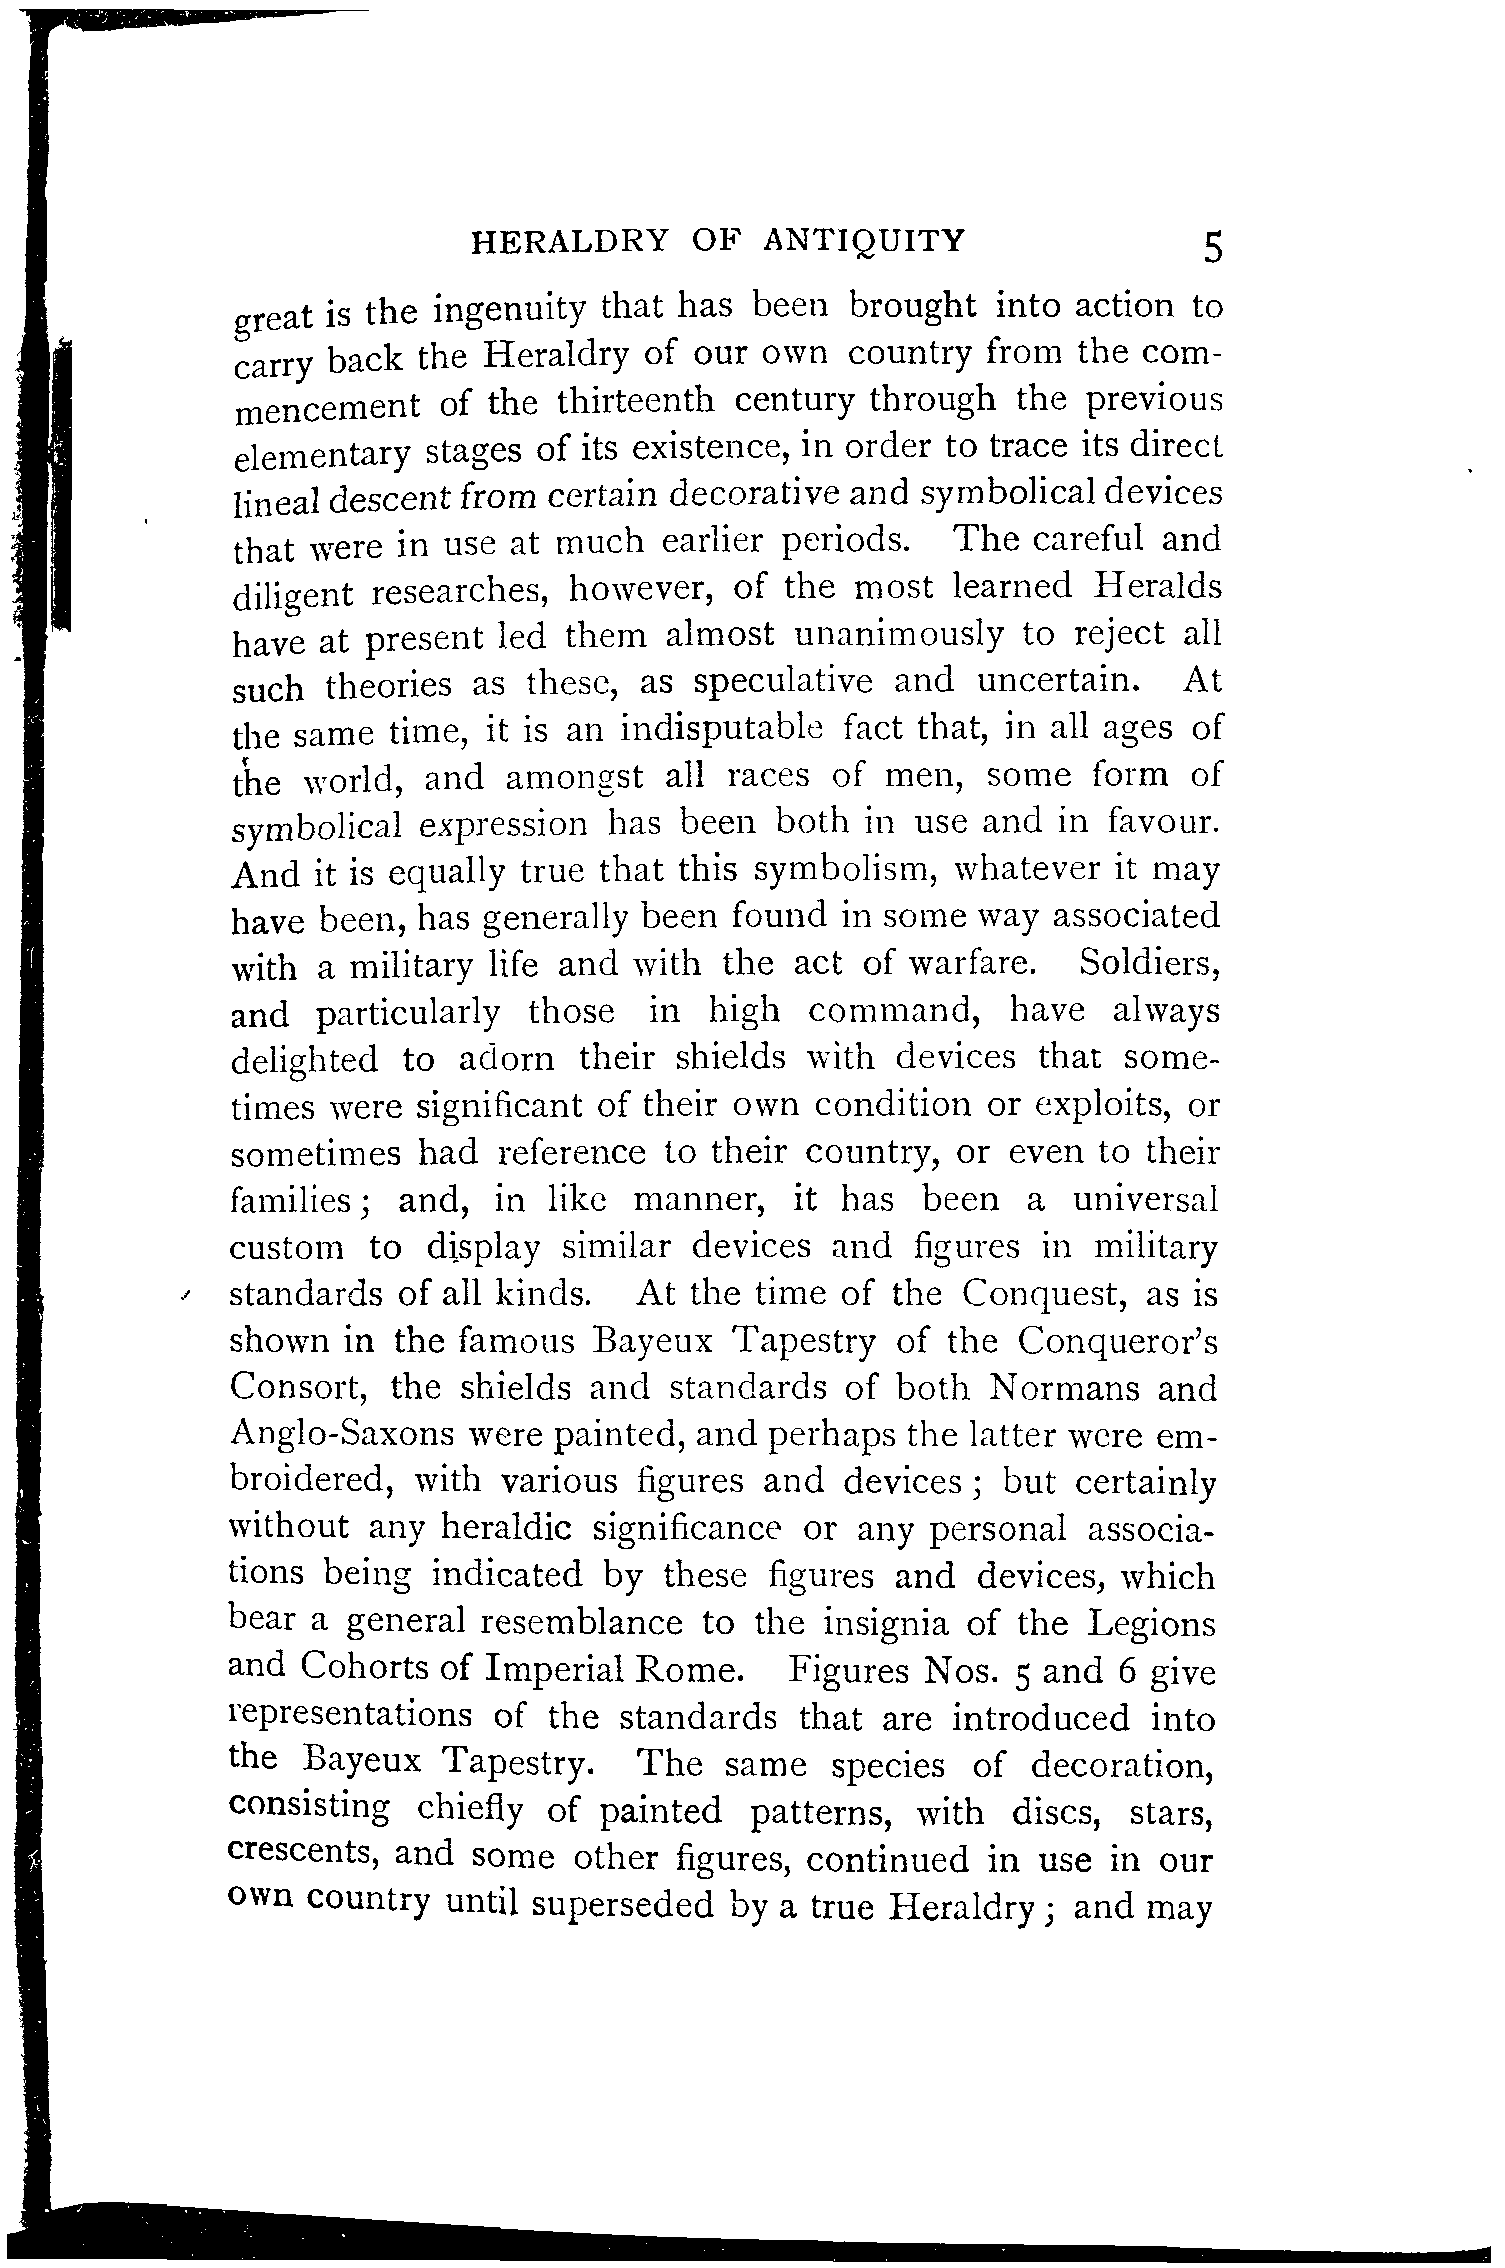 HERALDRY OF ANTIQUITY 5
great is the ingenuity that has been brought into action to
carry back the Heraldry of our own country from the com-
mencement of the thirteenth century through the previous
elementary stages of its existence, in order to trace its direct
lineal descent from certain decorative and symbolical devices
that were in use at much earlier periods. The careful and
diligent researches, however, of the most learned Heralds
have at present led them almost unanimously to reject all
such theories as these, as speculative and uncertain. At
the same time, it is an indisputable fact that, in all ages of
the world, and amongst all races of men, some form of
symbolical expression has been both in use and in favour.
And it is equally true that this symbolism, whatever it may
have been, has generally been found in some way associated
with a military life and with the act of warfare. Soldiers,
and particularly those in high command, have always
delighted to adorn their shields with devices that some-
times were significant of their own condition or exploits, or
sometimes had reference to their country, or even to their
families; and, in like manner, it has been a universal
custom to display similar devices and figures in military
standards of all kinds. At the time of the Conquest, as is
shown in the famous Bayeux Tapestry of the Conqueror's
Consort, the shields and standards of both Normans and
Anglo-Saxons were painted, and perhaps the latter were em-
broidered, with various figures and devices; but certainly
without any heraldic significance or any personal associa-
tions being indicated by these figures and devices, which
bear a general resemblance to the insignia of the Legions
and Cohorts of Imperial Rome. Figures Nos. 5 and 6 give
representations of the standards that are introduced into
the Bayeux Tapestry. The same species of decoration,
consisting chiefly of painted patterns, with discs, stars,
crescents, and some other figures, continued in use in our
own country until superseded by a true Heraldry; and may